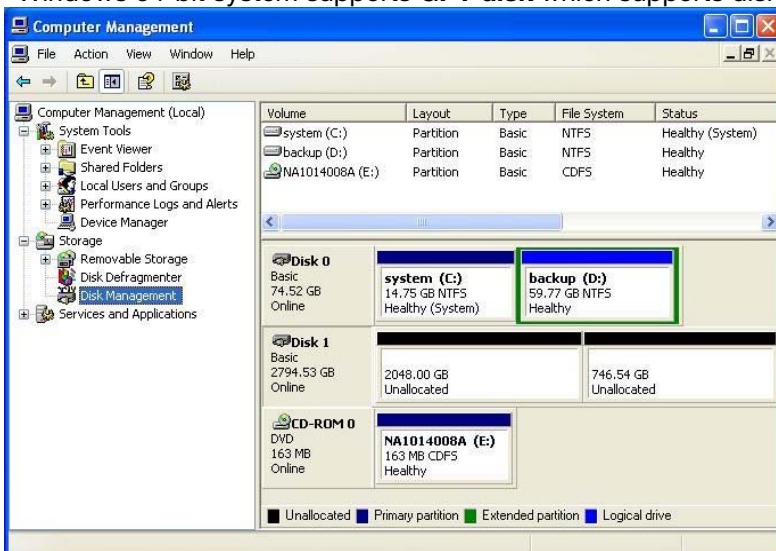 Computer Management
File Action View Window Help
Computer Management (Local)
System Tools
Event Viewer
Shared Folders
Local Users and Groups
Performance Logs and Alerts
Device Manager
Storage
Removable Storage
Disk Defragmenter
Disk Management
Services and Applications
Volume Layout Type File System Status
system (C:) Partition Basic NTFS Healthy (System)
backup (D:) Partition Basic NTFS Healthy
NA1014008A (E:) Partition Basic CDFS Healthy
Disk 0
Basic
74.52 GB
Online
system (C:)
14.75 GB NTFS
Healthy (System)
backup (D:)
59.77 GB NTFS
Healthy
Disk 1
Basic
2794.53 GB
Online
2048.00 GB
Unallocated
746.54 GB
Unallocated
CD-ROM 0
DVD
163 MB
Online
NA1014008A (E:)
163 MB CDFS
Healthy
Unallocated Primary partition Extended partition Logical drive